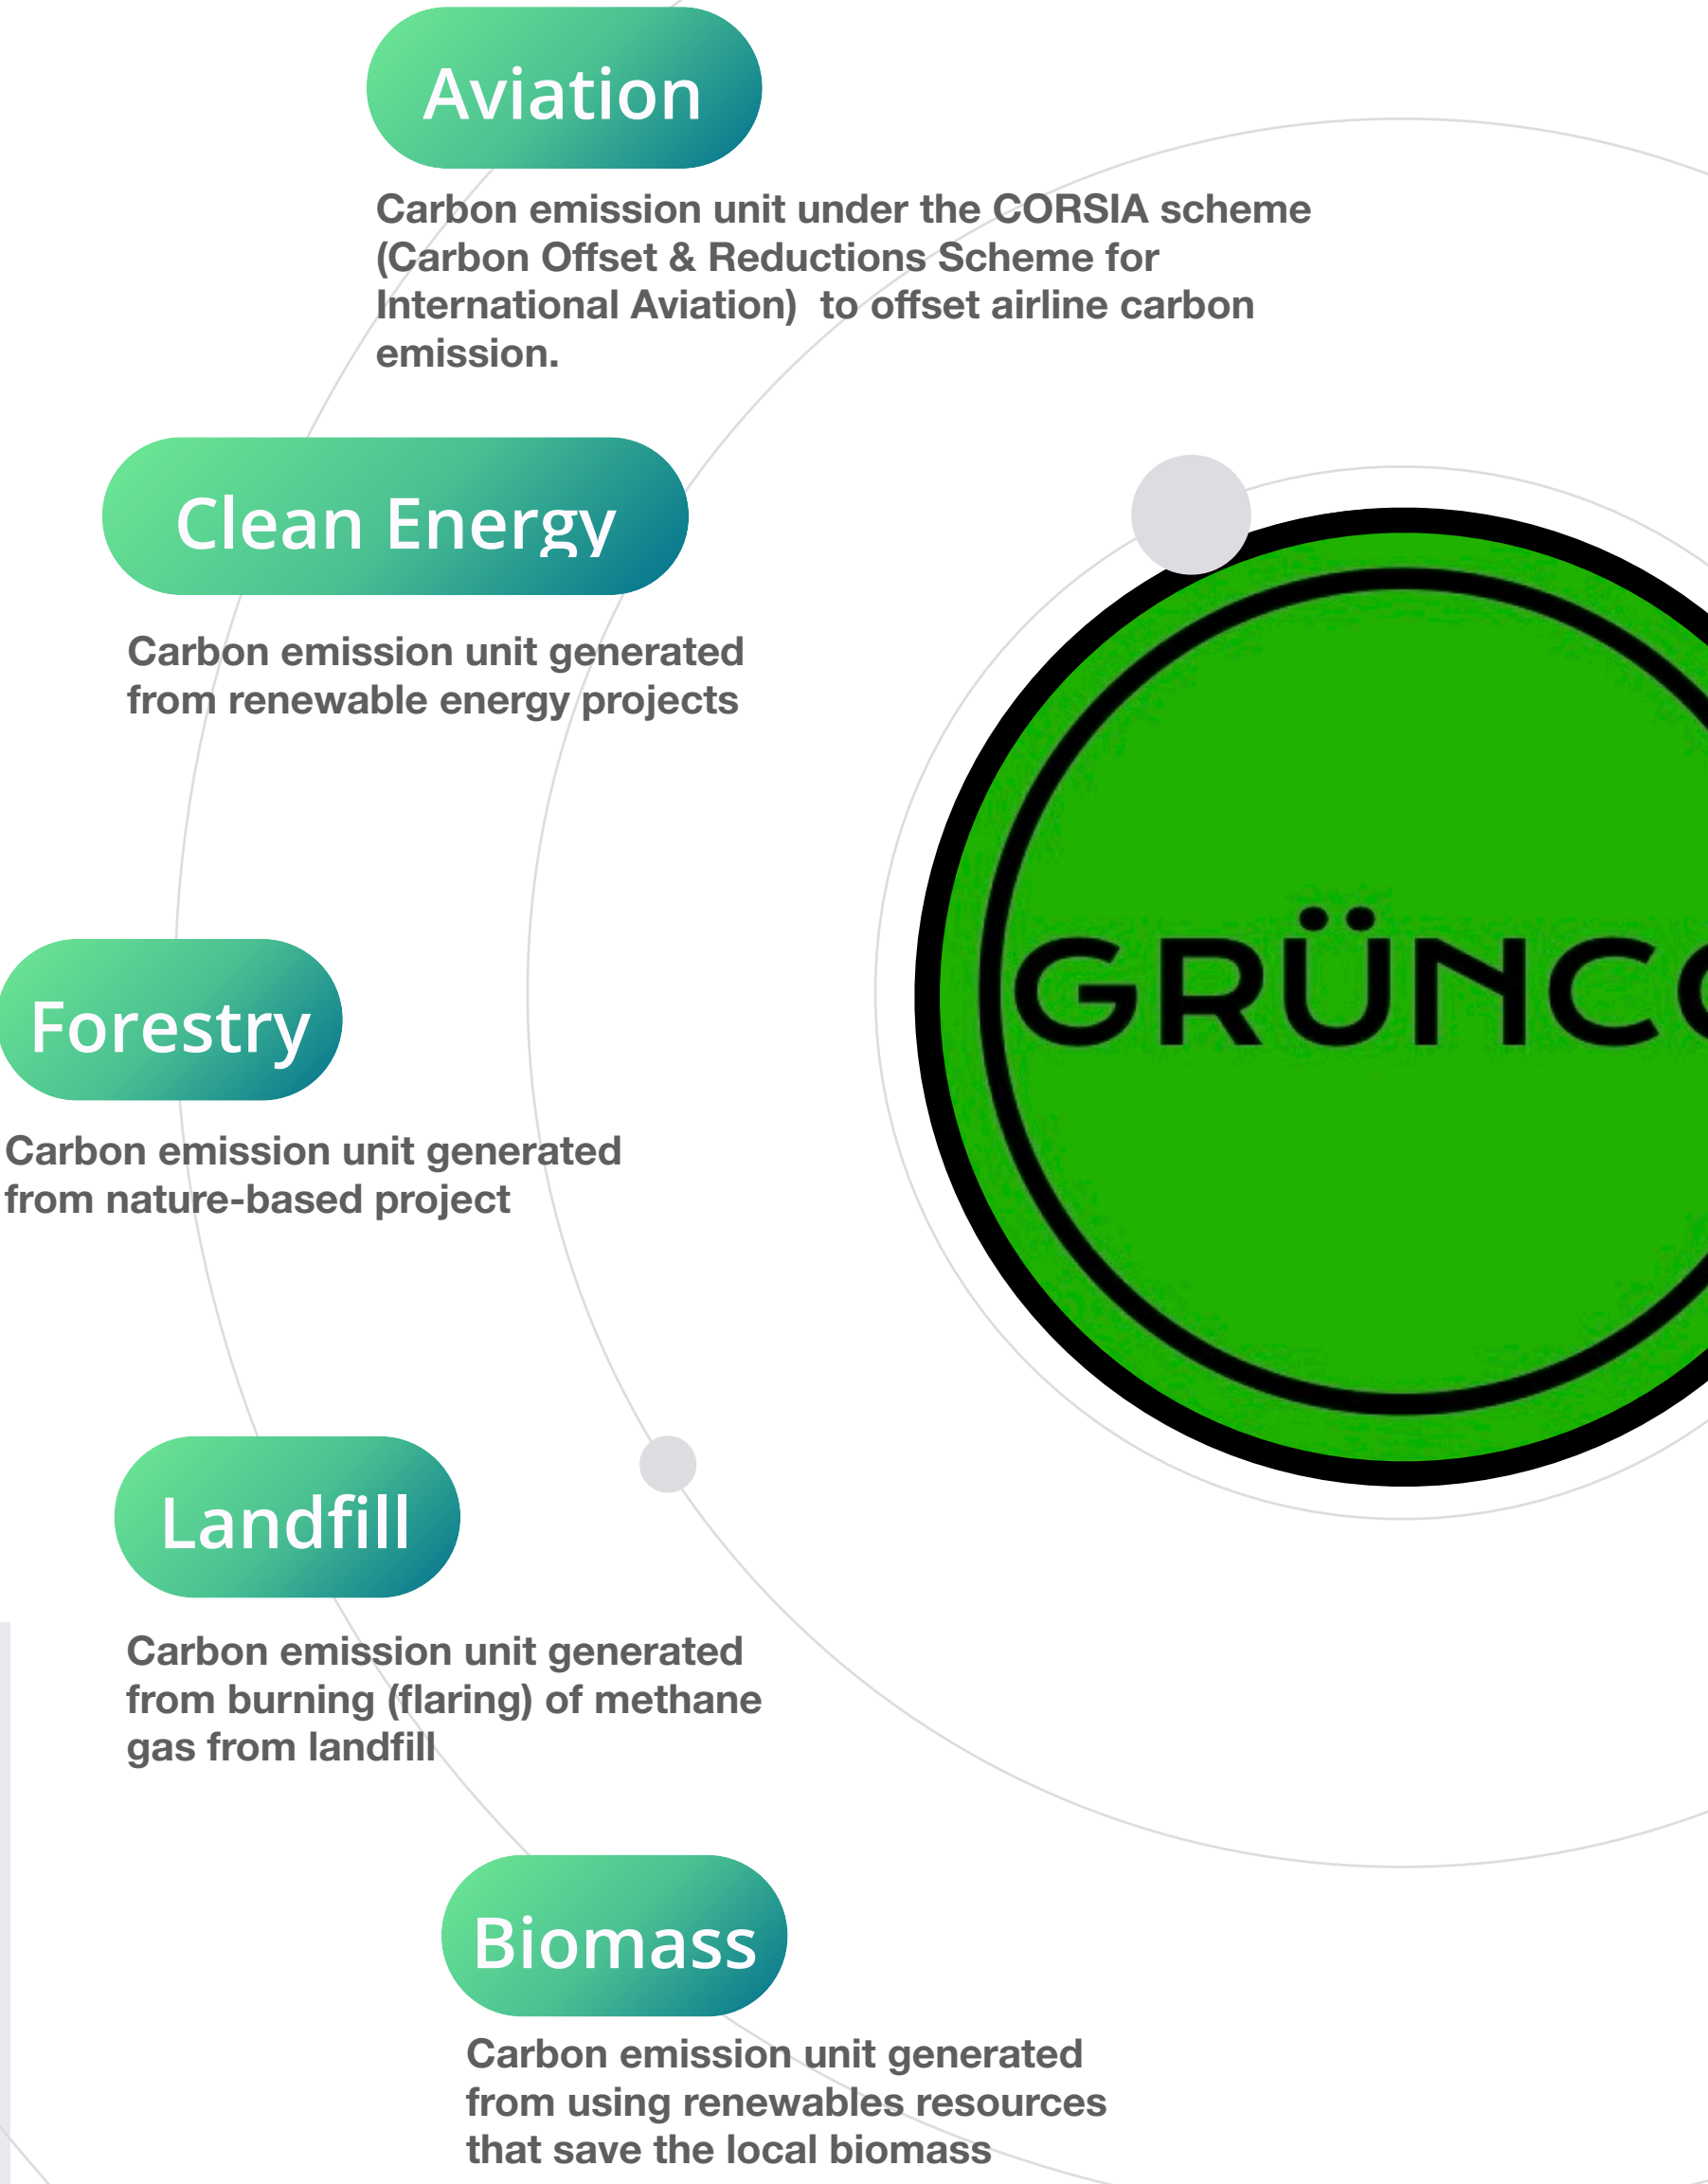 Aviation
Carbon emission unit under the CORSIA scheme
(Carbon Offset & Reductions Scheme for
International Aviation)  to offset airline carbon
emission.
Clean Energy
Carbon emission unit generated
from renewable energy projects
GRÜNCO
Forestry
Carbon emission unit generated
from nature-based project
Landfill
Carbon emission unit generated
from burning (flaring) of methane
gas from landfill
Biomass
Carbon emission unit generated
from using renewables resources
that save the local biomass